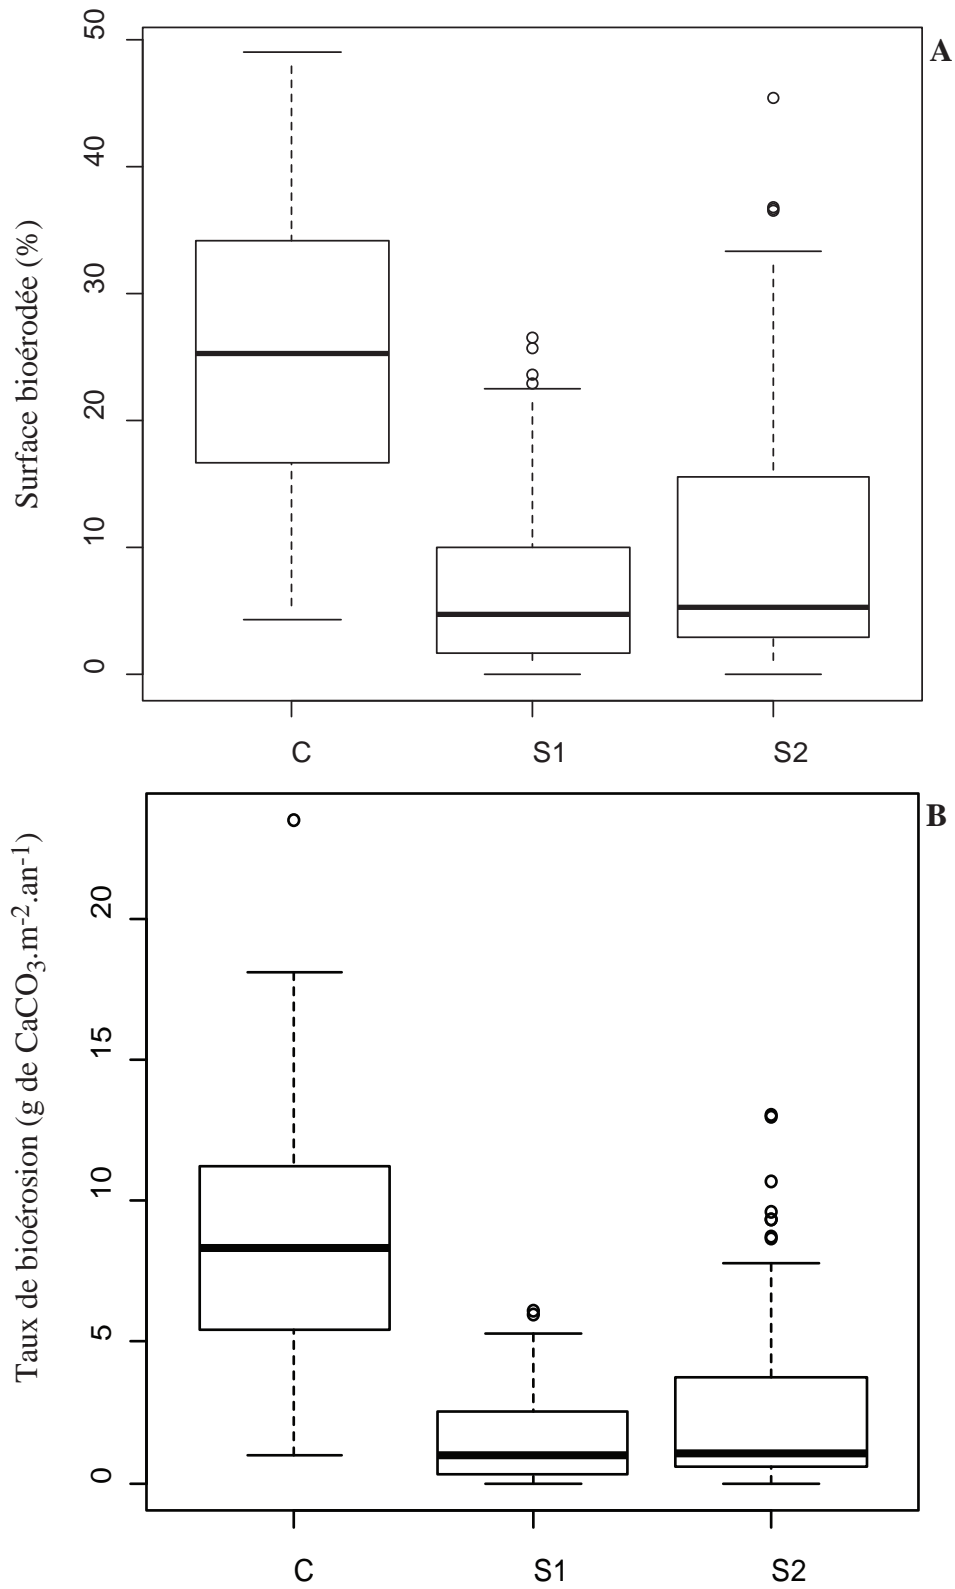 A
Surface bioérodée (%)
50
40
30
20
10
0
C S1 S2
B
Taux de bioérosion (g de CaCO3.m-2.an-1)
20
15
10
5
0
C S1 S2